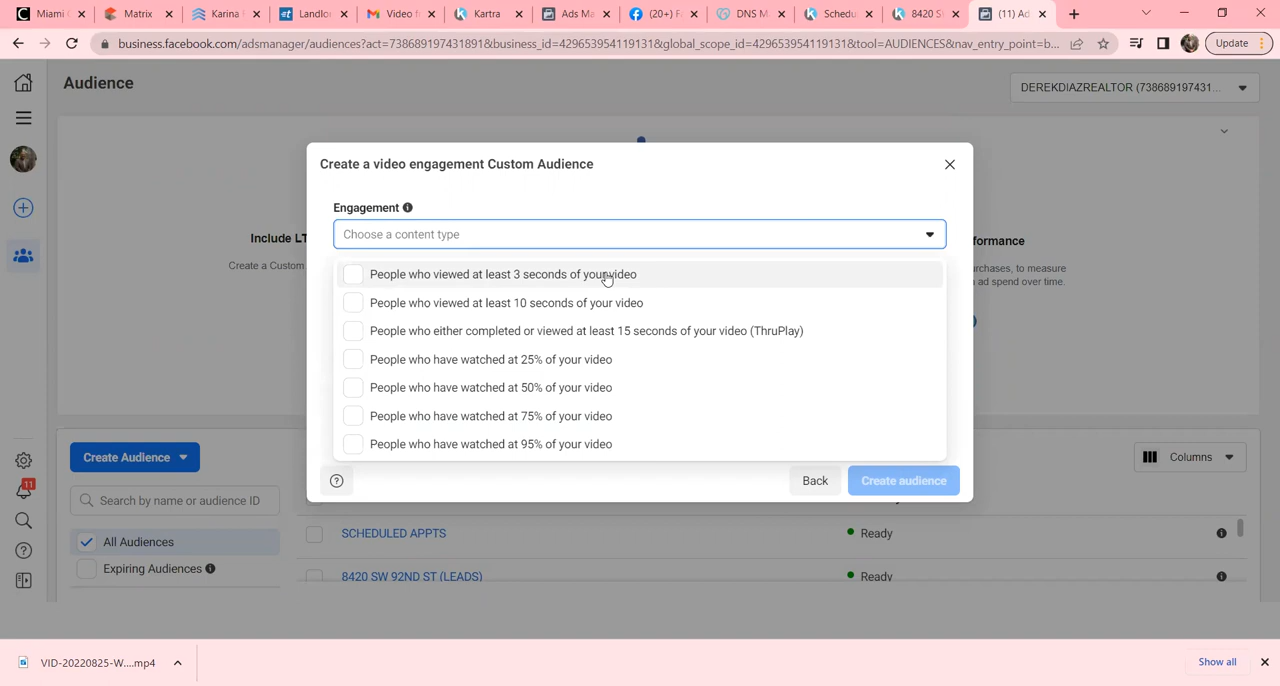 Miami C
Matrix
Karina
Landlor
Video f
Kartra
Ads Ma
(20+) F
DNS M
Schedu
8420 S
(11) Ad
business.facebook.com/adsmanager/audiences?act=738689197431891&business_id=429653954119131&global_scope_id=429653954119131&tool=AUDIENCES&nav_entry_point=b...
Update
Audience
DEREKDIAZREALTOR (738689197431...
Create a video engagement Custom Audience
Engagement
Choose a content type
Include LT
formance
Create a Custom
rchases, to measure
n ad spend over time.
People who viewed at least 3 seconds of your video
People who viewed at least 10 seconds of your video
People who either completed or viewed at least 15 seconds of your video (ThruPlay)
People who have watched at 25% of your video
People who have watched at 50% of your video
People who have watched at 75% of your video
People who have watched at 95% of your video
Create Audience
Columns
Back
Create audience
11
Search by name or audience ID
SCHEDULED APPTS
Ready
All Audiences
Expiring Audiences
8420 SW 92ND ST (LEADS)
Ready
VID-20220825-W....mp4
Show all